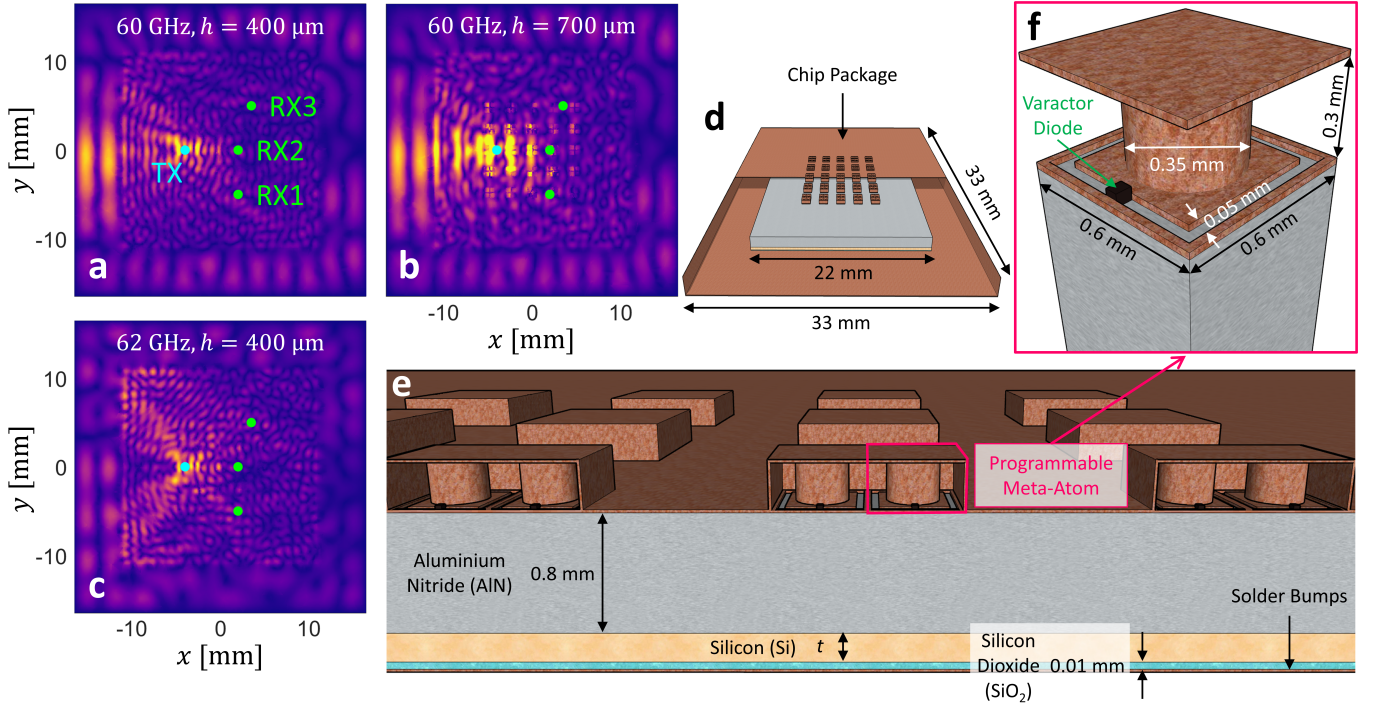 60 GHz, h = 400 μm
10
0
-10
y [mm]
TX
RX3
RX2
RX1
a
60 GHz, h = 700 μm
b
-10
0
10
x [mm]
62 GHz, h = 400 μm
10
0
-10
y [mm]
c
-10
0
10
x [mm]
d
Chip Package
33 mm
22 mm
33 mm
f
Varactor
Diode
0.35 mm
0.3 mm
0.05 mm
0.6 mm
0.6 mm
e
Programmable
Meta-Atom
Aluminium
Nitride (AlN)
0.8 mm
Solder Bumps
Silicon (Si)
t
Silicon
Dioxide 0.01 mm
(SiO₂)